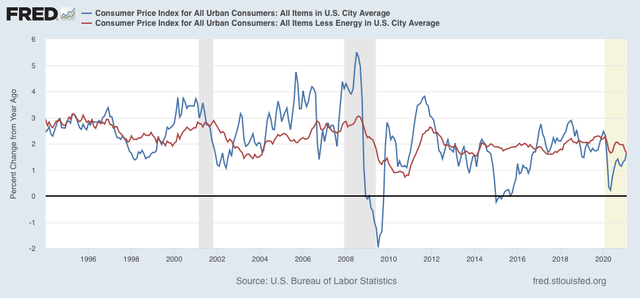 FRED
Consumer Price Index for All Urban Consumers: All Items in U.S. City Average
Consumer Price Index for All Urban Consumers: All Items Less Energy in U.S. City Average
Percent Change from Year Ago
6
5
4
3
2
1
0
-1
-2
1996 1998 2000 2002 2004 2006 2008 2010 2012 2014 2016 2018 2020
Source: U.S. Bureau of Labor Statistics
fred.stlouisfed.org